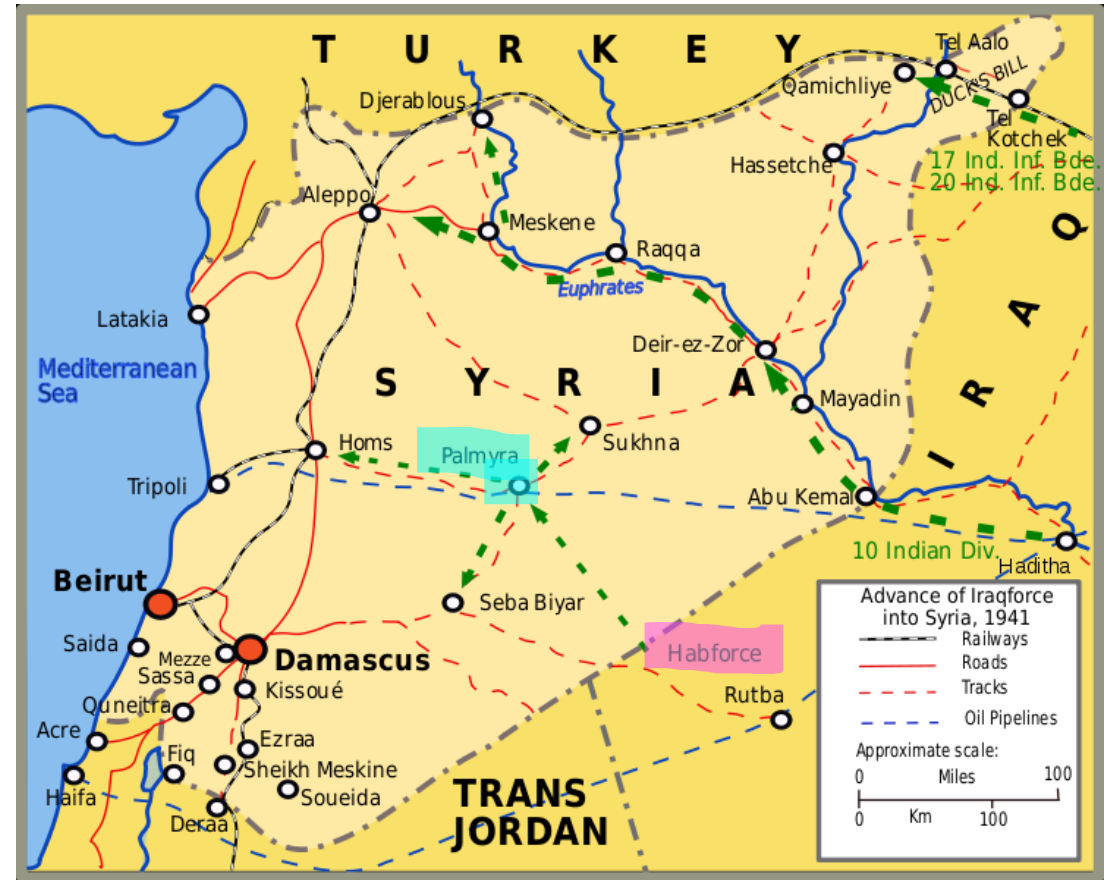 T U R K E Y
Tel Aalo
Qamichliye
DUCK'S BILL
Djerablous
Tel
Kotchek
Hassetche
17 Ind. Inf. Bde.
20 Ind. Inf. Bde.
Aleppo
Meskene
Raqqa
Euphrates
I R A Q
Latakia
Deir-ez-Zor
Mediterranean
Sea
S Y R I A
Mayadin
Homs
Palmyra
Sukhna
Tripoli
Abu Kemal
10 Indian Div.
Haditha
Beirut
Seba Biyar
Saida
Mezze
Damascus
Habforce
Sassa
Kissoué
Rutba
Quneitra
Acre
Ezraa
Fiq
Sheikh Meskine
Haifa
Soueida
Deraa
TRANS
JORDAN
Advance of Iraqforce
into Syria, 1941
Railways
Roads
Tracks
Oil Pipelines
Approximate scale:
0 Miles 100
0 Km 100